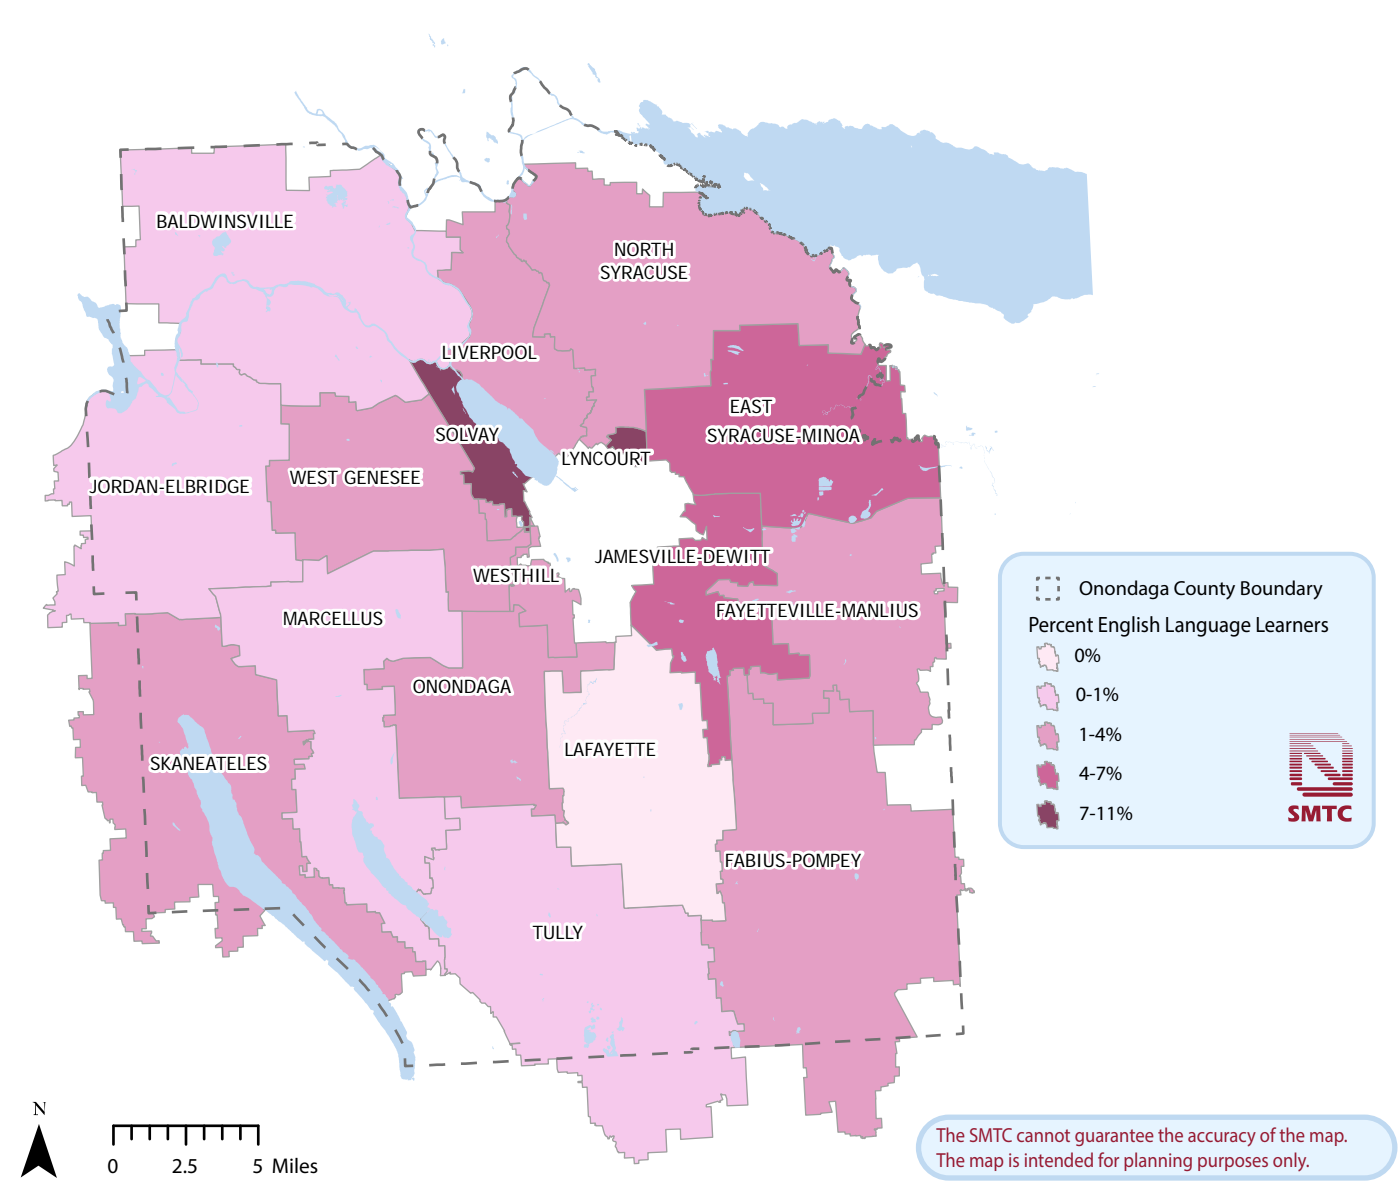 BALDWINSVILLE
NORTH
SYRACUSE
LIVERPOOL
EAST
SYRACUSE-MINOA
SOLVAY
LYNCOURT
WEST GENESEE
JORDAN-ELBRIDGE
JAMESVILLE-DEWITT
WESTHILL
FAYETTEVILLE-MANLIUS
MARCELLUS
ONONDAGA
LAFAYETTE
SKANEATELES
FABIUS-POMPEY
TULLY
Onondaga County Boundary
Percent English Language Learners
0%
0-1%
1-4%
4-7%
7-11%
SMTC
N
0 2.5 5 Miles
The SMTC cannot guarantee the accuracy of the map.
The map is intended for planning purposes only.